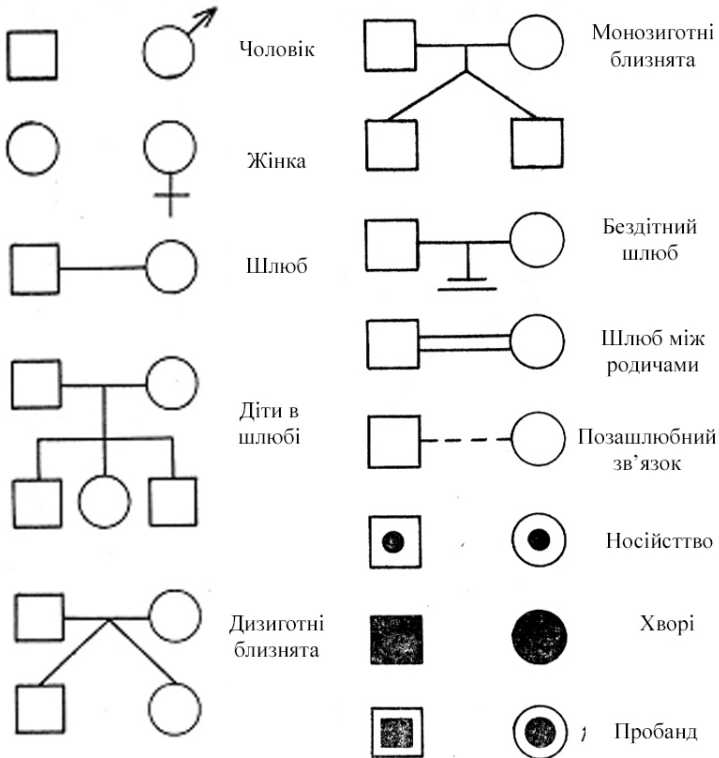 Чоловік
Жінка
Шлюб
Діти в
шлюбі
Дизиготні
близнята
Монозиготні
близнята
Бездітний
шлюб
Шлюб між
родичами
Позашлюбний
зв’язок
Носійсттво
Хворі
Пробанд